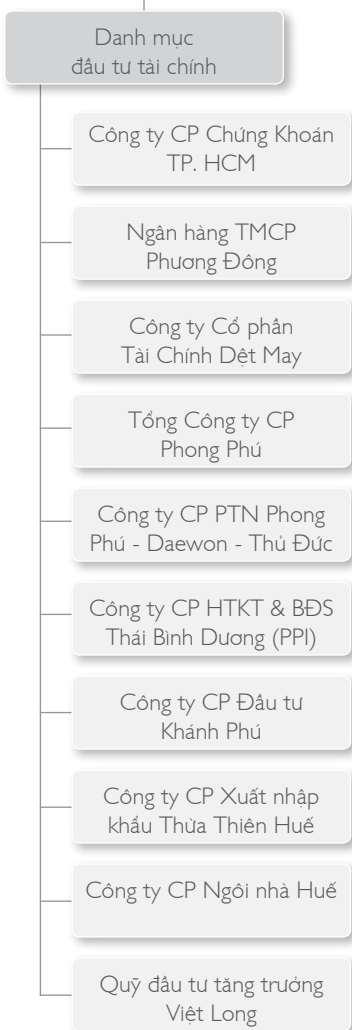 Danh mục
đầu tư tài chính
Công ty CP Chứng Khoán
TP. HCM
Ngân hàng TMCP
Phương Đông
Công ty Cổ phần
Tài Chính Dệt May
Tổng Công ty CP
Phong Phú
Công ty CP PTN Phong
Phú - Daewon - Thủ Đức
Công ty CP HTKT & BĐS
Thái Bình Dương (PPI)
Công ty CP Đầu tư
Khánh Phú
Công ty CP Xuất nhập
khẩu Thừa Thiên Huế
Công ty CP Ngôi nhà Huế
Quỹ đầu tư tăng trưởng
Việt Long